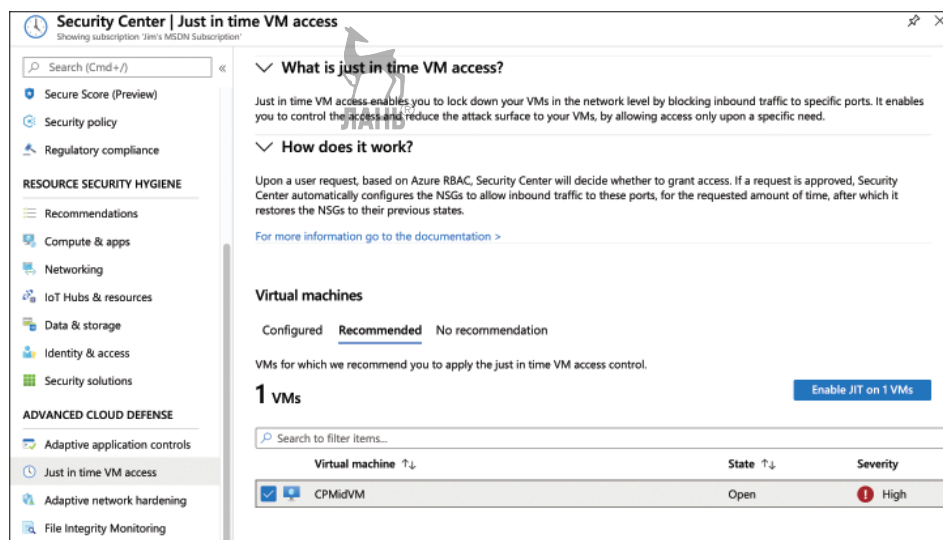 Security Center | Just in time VM access
Showing subscription 'Jim's MSDN Subscription'
Search (Cmd+/)
«
Secure Score (Preview)
Security policy
Regulatory compliance
RESOURCE SECURITY HYGIENE
Recommendations
Compute & apps
Networking
IoT Hubs & resources
Data & storage
Identity & access
Security solutions
ADVANCED CLOUD DEFENSE
Adaptive application controls
Just in time VM access
Adaptive network hardening
File Integrity Monitoring
What is just in time VM access?
Just in time VM access enables you to lock down your VMs in the network level by blocking inbound traffic to specific ports. It enables
you to control the access and reduce the attack surface to your VMs, by allowing access only upon a specific need.
ЛАНЬ®
How does it work?
Upon a user request, based on Azure RBAC, Security Center will decide whether to grant access. If a request is approved, Security
Center automatically configures the NSGs to allow inbound traffic to these ports, for the requested amount of time, after which it
restores the NSGs to their previous states.
For more information go to the documentation >
Virtual machines
Configured Recommended No recommendation
VMs for which we recommend you to apply the just in time VM access control.
1 VMs
Enable JIT on 1 VMs
Search to filter items...
Virtual machine ↑↓ State ↑↓ Severity
CPMidVM Open High